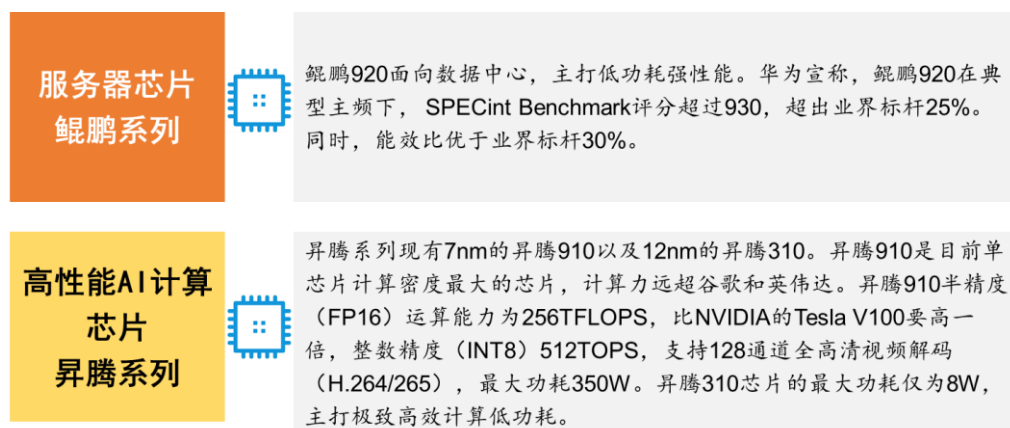 服务器芯片
鲲鹏系列
鲲鹏920面向数据中心，主打低功耗强性能。华为宣称，鲲鹏920在典
型主频下， SPECint Benchmark评分超过930，超出业界标杆25%。
同时，能效比优于业界标杆30%。
高性能AI计算
芯片
昇腾系列
昇腾系列现有7nm的昇腾910以及12nm的昇腾310。昇腾910是目前单
芯片计算密度最大的芯片，计算力远超谷歌和英伟达。昇腾910半精度
（FP16）运算能力为256TFLOPS，比NVIDIA的Tesla V100要高一
倍，整数精度（INT8）512TOPS，支持128通道全高清视频解码
（H.264/265），最大功耗350W。昇腾310芯片的最大功耗仅为8W，
主打极致高效计算低功耗。